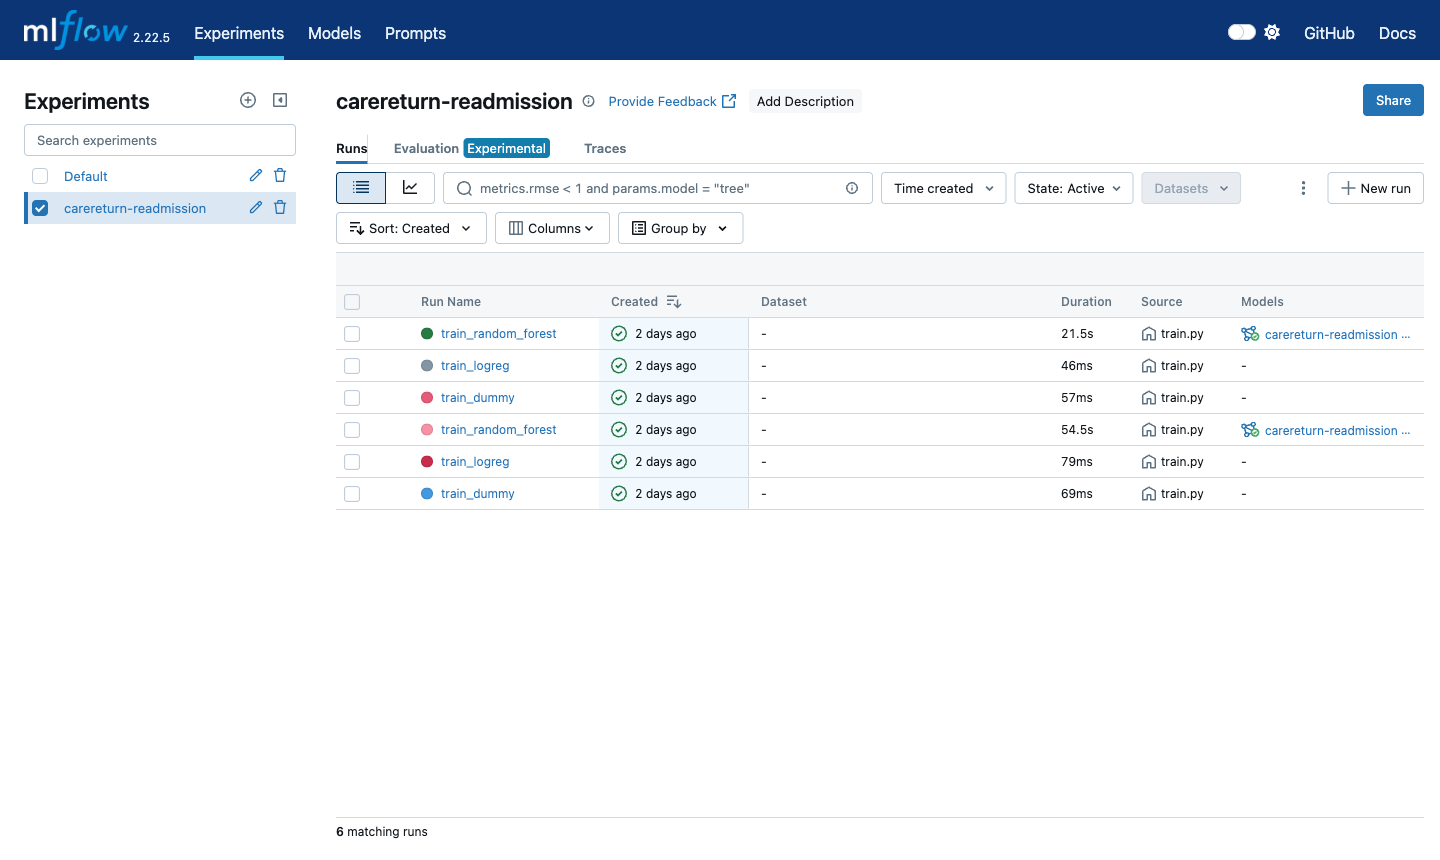 mlflow 2.22.5 Experiments Models Prompts GitHub Docs
Experiments
Search experiments
Default
carereturn-readmission
carereturn-readmission Provide Feedback Add Description Share
Runs Evaluation Experimental Traces
metrics.rmse < 1 and params.model = "tree" Time created State: Active Datasets New run
Sort: Created Columns Group by
Run Name Created Dataset Duration Source Models
train_random_forest 2 days ago - 21.5s train.py carereturn-readmission ...
train_logreg 2 days ago - 46ms train.py -
train_dummy 2 days ago - 57ms train.py -
train_random_forest 2 days ago - 54.5s train.py carereturn-readmission ...
train_logreg 2 days ago - 79ms train.py -
train_dummy 2 days ago - 69ms train.py -
6 matching runs